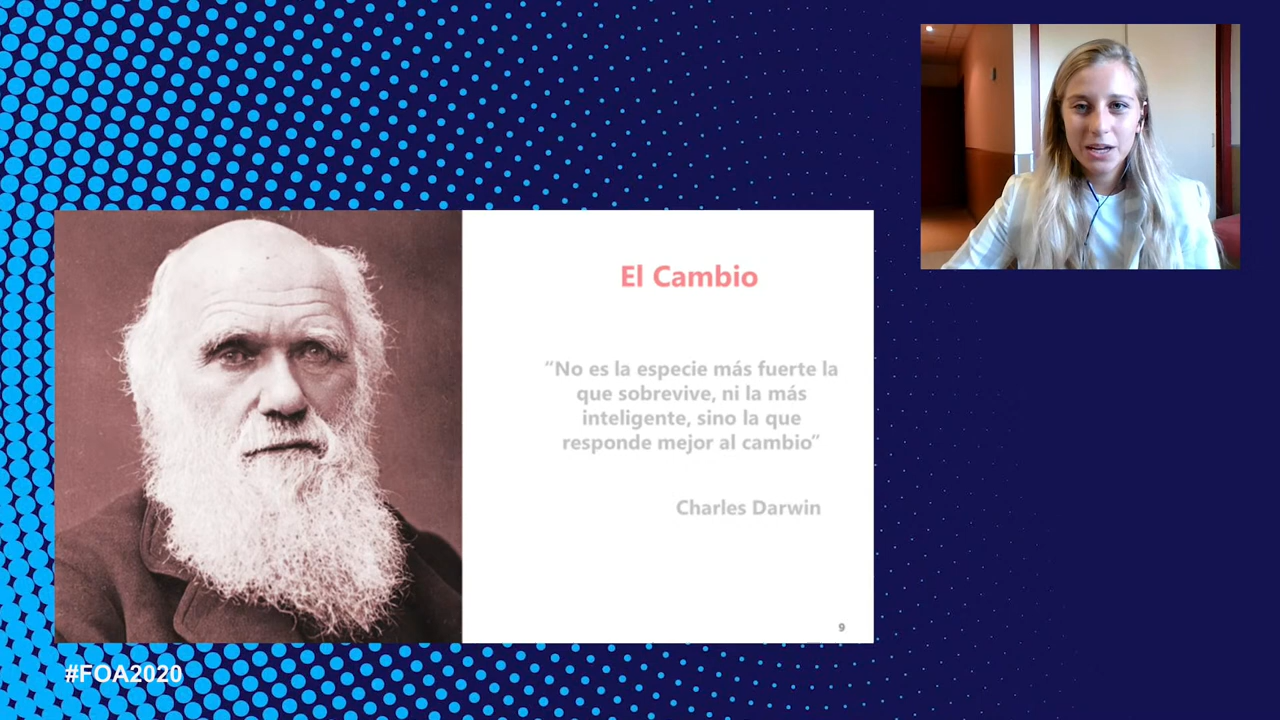 El Cambio
“No es la especie más fuerte la
que sobrevive, ni la más
inteligente, sino la que
responde mejor al cambio”
Charles Darwin
9
#FOA2020